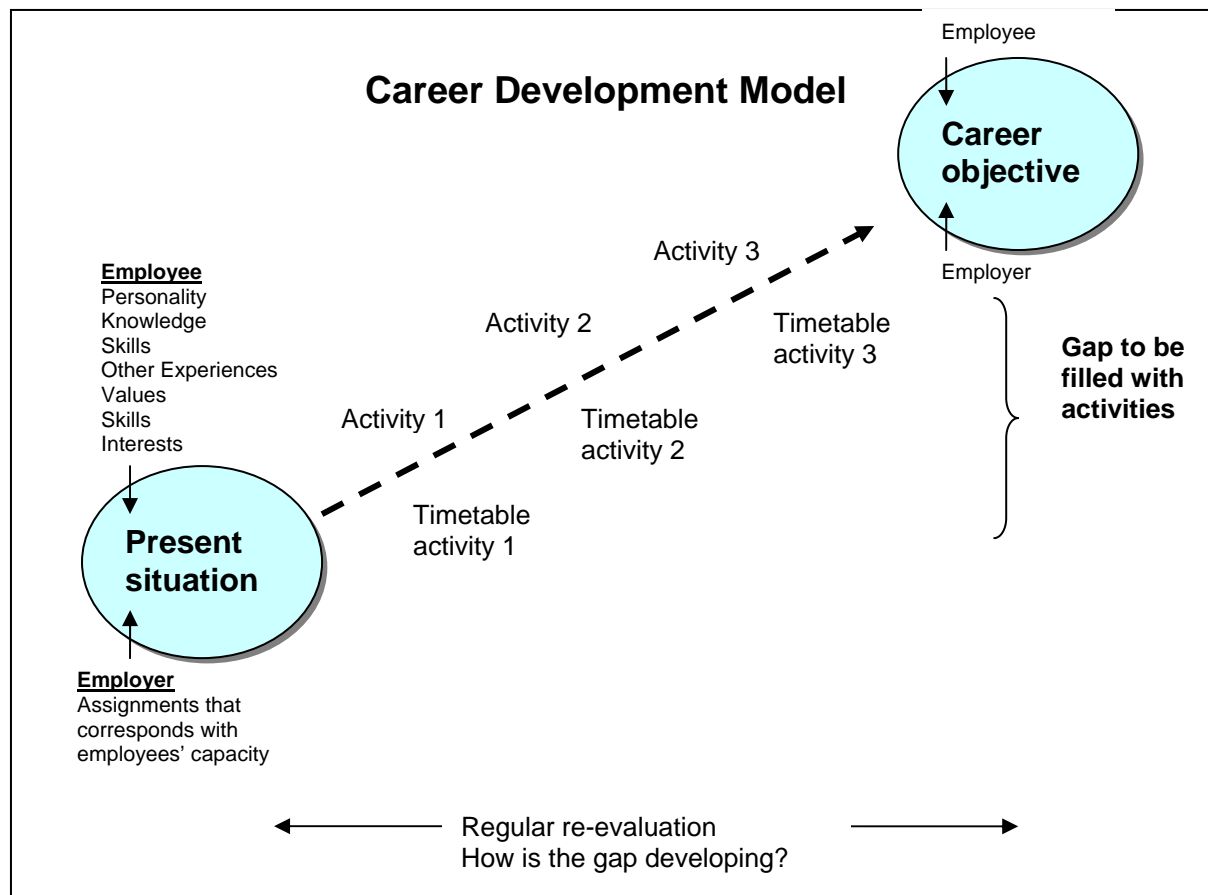 Employee
Career Development Model
Career
objective
Employer
Activity 3
Employee
Personality
Knowledge
Skills
Other Experiences
Values
Skills
Interests
Activity 2
Timetable
activity 3
Gap to be
filled with
activities
Activity 1
Timetable
activity 2
Timetable
activity 1
Present
situation
Employer
Assignments that
corresponds with
employees’ capacity
Regular re-evaluation
How is the gap developing?